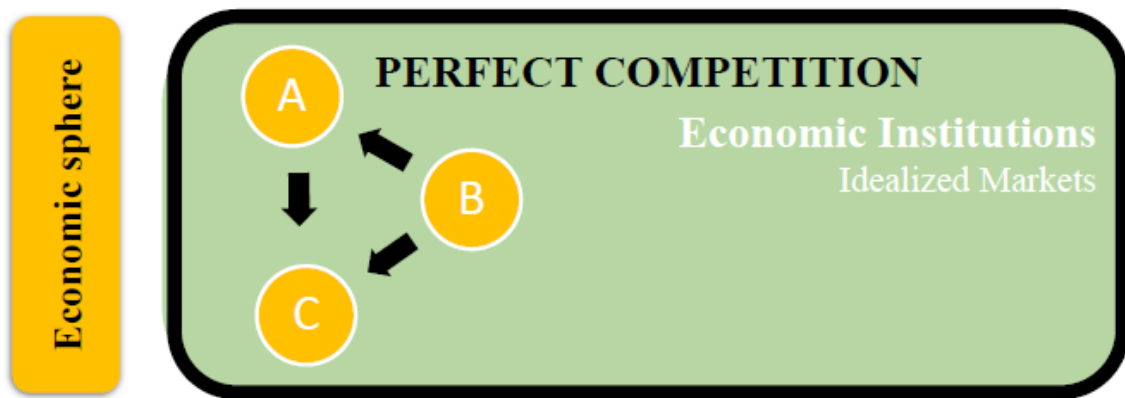 Economic sphere
A
PERFECT COMPETITION
Economic Institutions
Idealized Markets
B
C